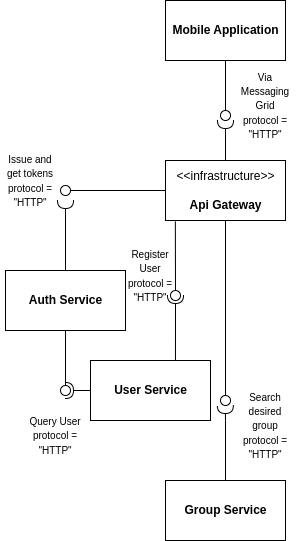 Mobile Application
Via
Messaging
Grid
protocol =
"HTTP"
Issue and
get tokens
protocol =
"HTTP"
<<infrastructure>>
Api Gateway
Register
User
protocol =
"HTTP"
Auth Service
User Service
Query User
protocol =
"HTTP"
Search
desired
group
protocol =
"HTTP"
Group Service